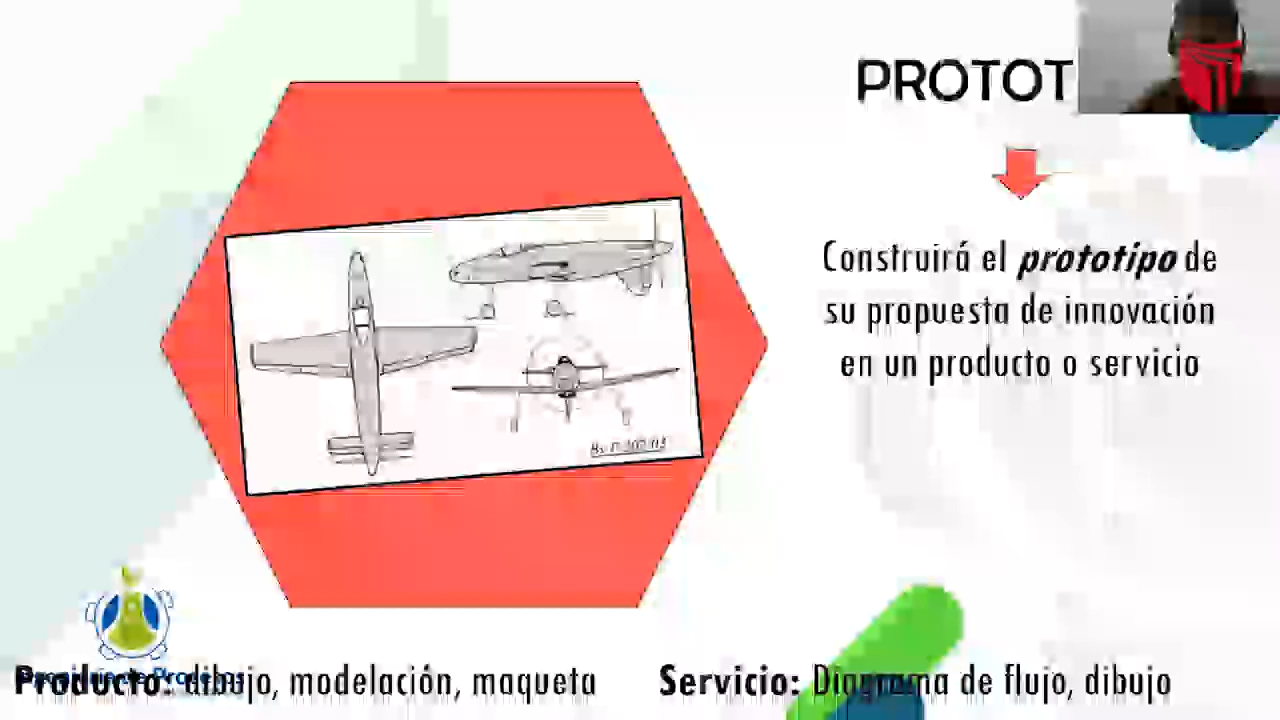 PROTOT
Construirá el prototipo de
su propuesta de innovación
en un producto o servicio
Producto: dibujo, modelación, maqueta
Servicio: Diagrama de flujo, dibujo